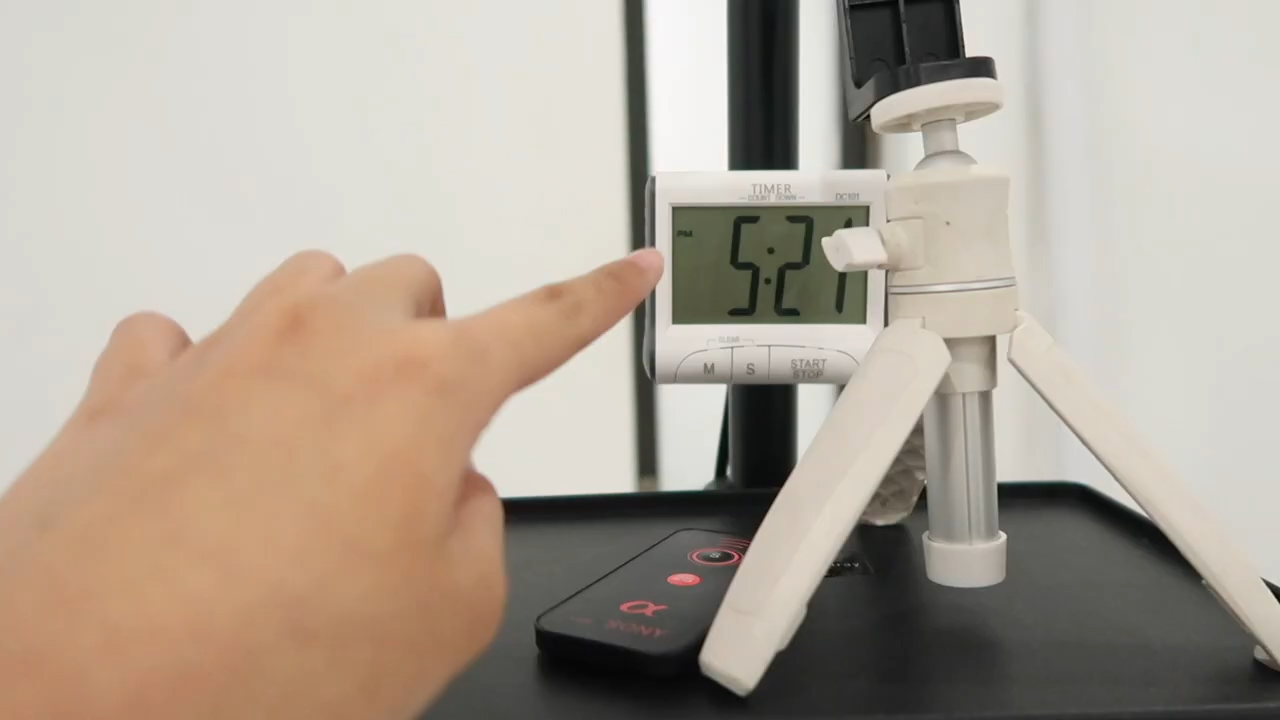 TIMER
COUNT DOWN
DC101
PM
5:21
CLEAR
M S START
STOP
α
SONY